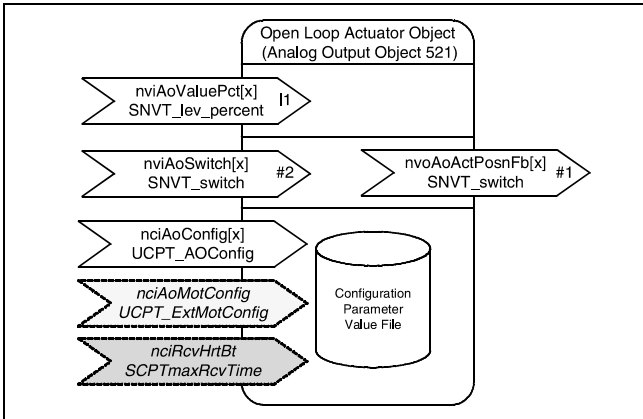 Open Loop Actuator Object
(Analog Output Object 521)
nviAoValuePct[x]
SNVT_lev_percent
I1
nviAoSwitch[x]
SNVT_switch
#2
nvoAoActPosnFb[x]
SNVT_switch
#1
nciAoConfig[x]
UCPT_AOConfig
nciAoMotConfig
UCPT_ExtMotConfig
nciRcvHrtBt
SCPTmaxRcvTime
Configuration
Parameter
Value File